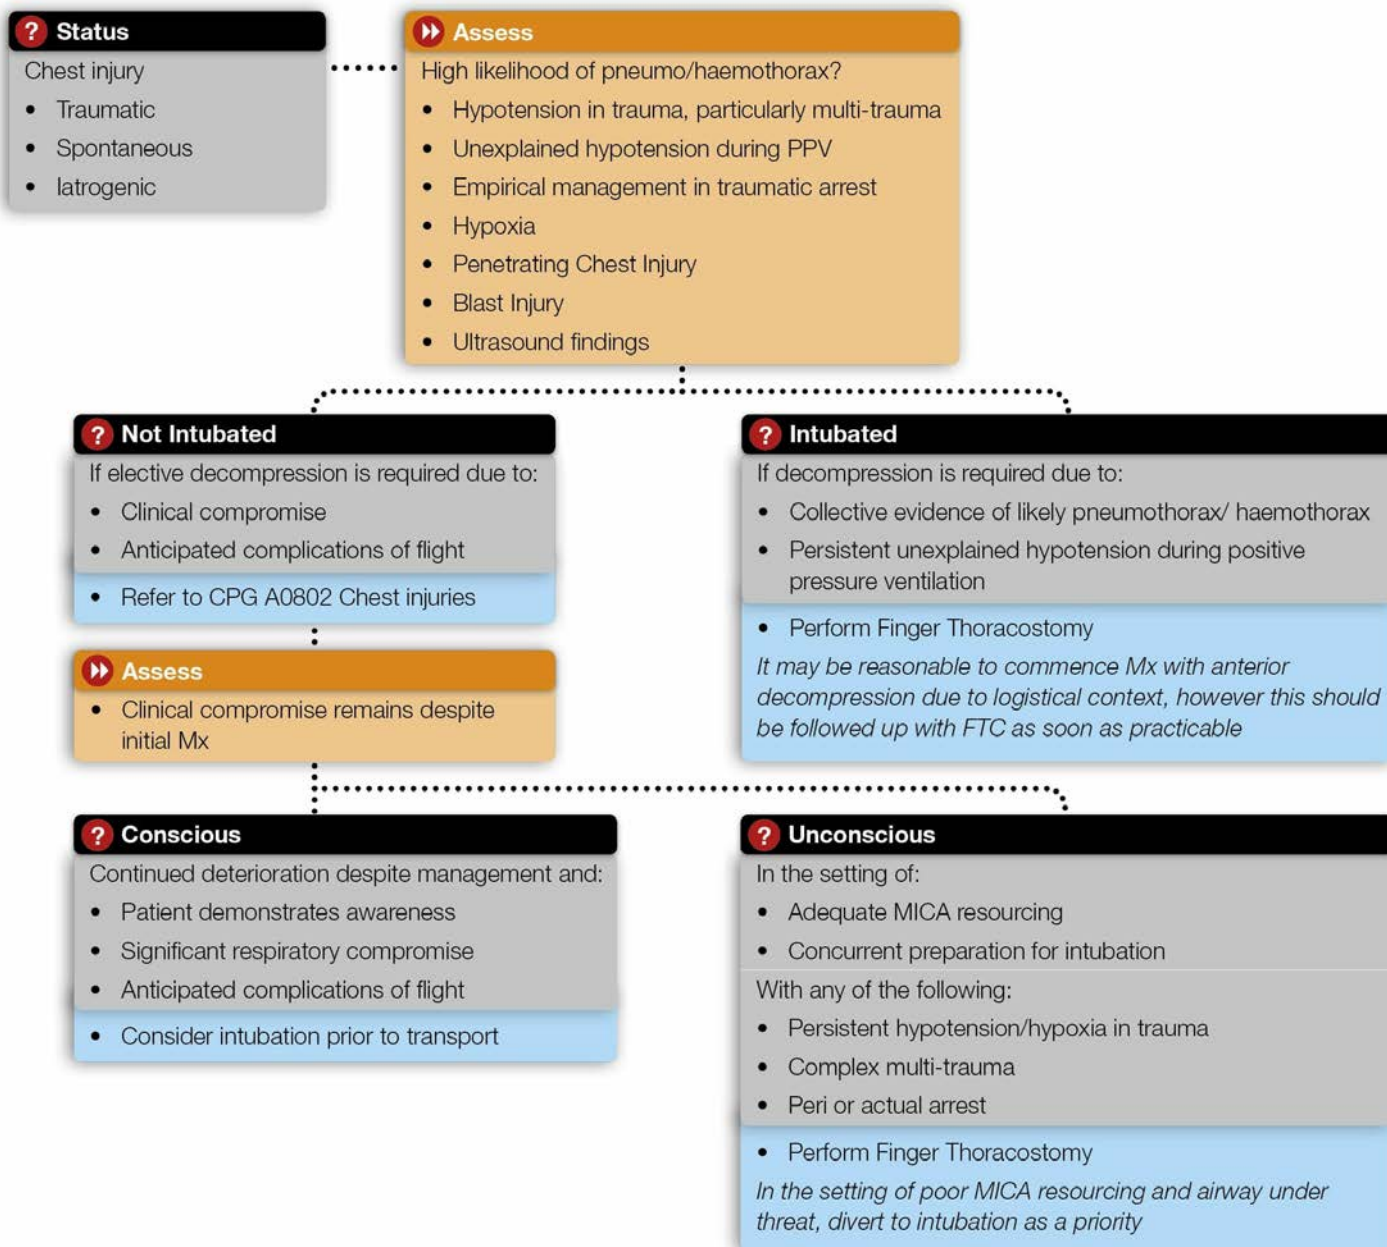 ? Status
Chest injury
• Traumatic
• Spontaneous
• Iatrogenic
Assess
High likelihood of pneumo/haemothorax?
• Hypotension in trauma, particularly multi-trauma
• Unexplained hypotension during PPV
• Empirical management in traumatic arrest
• Hypoxia
• Penetrating Chest Injury
• Blast Injury
• Ultrasound findings
? Not Intubated
If elective decompression is required due to:
• Clinical compromise
• Anticipated complications of flight
• Refer to CPG A0802 Chest injuries
? Intubated
If decompression is required due to:
• Collective evidence of likely pneumothorax/ haemothorax
• Persistent unexplained hypotension during positive
pressure ventilation
• Perform Finger Thoracostomy
It may be reasonable to commence Mx with anterior
decompression due to logistical context, however this should
be followed up with FTC as soon as practicable
Assess
• Clinical compromise remains despite
initial Mx
? Conscious
Continued deterioration despite management and:
• Patient demonstrates awareness
• Significant respiratory compromise
• Anticipated complications of flight
• Consider intubation prior to transport
? Unconscious
In the setting of:
• Adequate MICA resourcing
• Concurrent preparation for intubation
With any of the following:
• Persistent hypotension/hypoxia in trauma
• Complex multi-trauma
• Peri or actual arrest
• Perform Finger Thoracostomy
In the setting of poor MICA resourcing and airway under
threat, divert to intubation as a priority